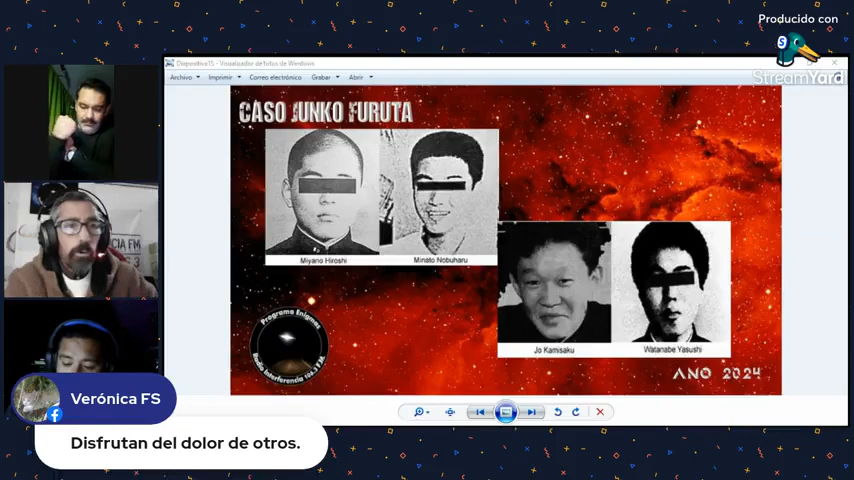 Producido con
StreamYard
Diapositiva15 - Visualizador de fotos de Windows
Archivo Imprimir Correo electrónico Grabar Abrir
CASO JUNKO FURUTA
Miyano Hiroshi
Minato Nobuharu
Jo Kamisaku
Watanabe Yasushi
Programa Enigmas
Radio Interferencia
AÑO 2024
CIA FM
Verónica FS
Disfrutan del dolor de otros.